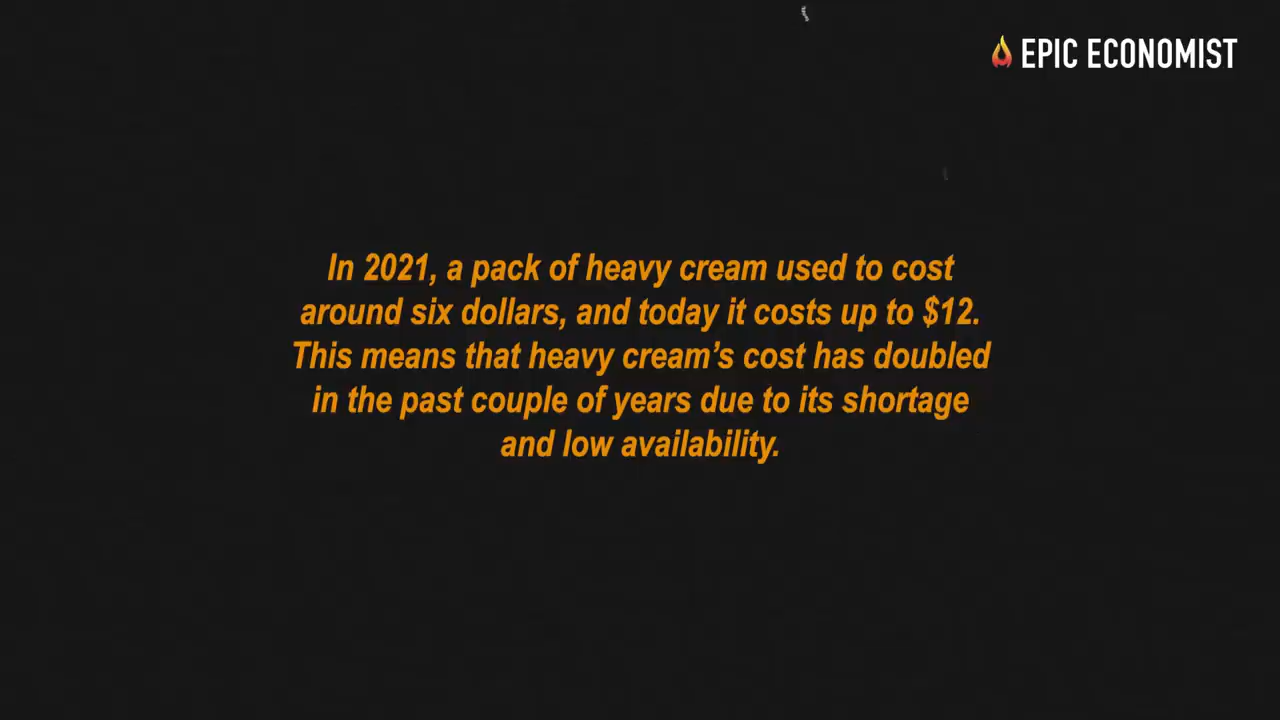 EPIC ECONOMIST
In 2021, a pack of heavy cream used to cost
around six dollars, and today it costs up to $12.
This means that heavy cream’s cost has doubled
in the past couple of years due to its shortage
and low availability.